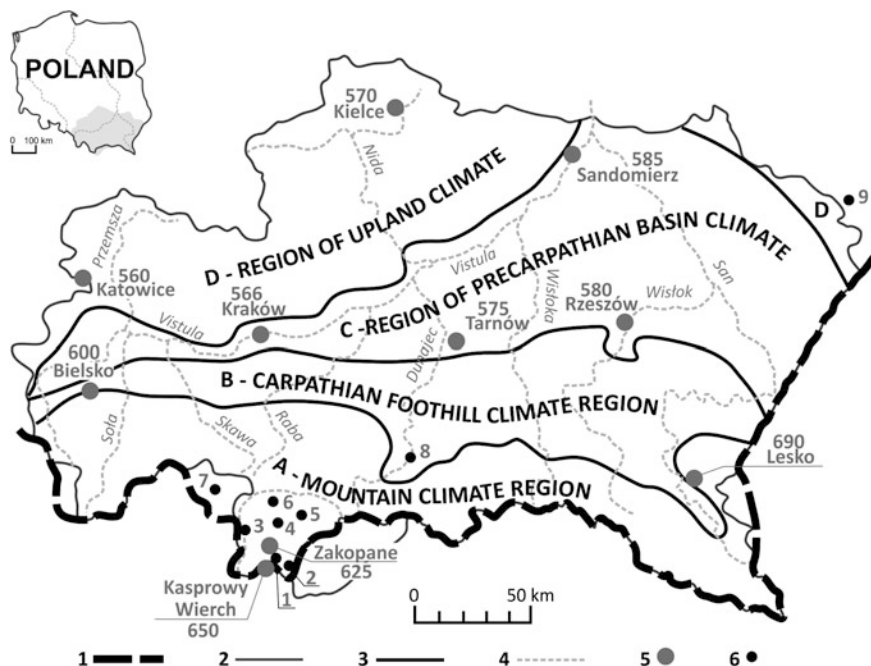 POLAND
0 100 km
570
Kielce
Nida
585
Sandomierz
D
9
Przemsza
D - REGION OF UPLAND CLIMATE
C -REGION OF PRECARPATHIAN BASIN CLIMATE
Vistula
San
560
Katowice
566
Kraków
Vistula
575
Tarnów
Wisłoka
580
Rzeszów
Wisłok
Dunajec
600
Bielsko
B - CARPATHIAN FOOTHILL CLIMATE REGION
Soła
Skawa
Raba
8
690
Lesko
A - MOUNTAIN CLIMATE REGION
7
6
5
3
4
Zakopane
625
2
1
Kasprowy
Wierch
650
0 50 km
1 2 3 4 5 6